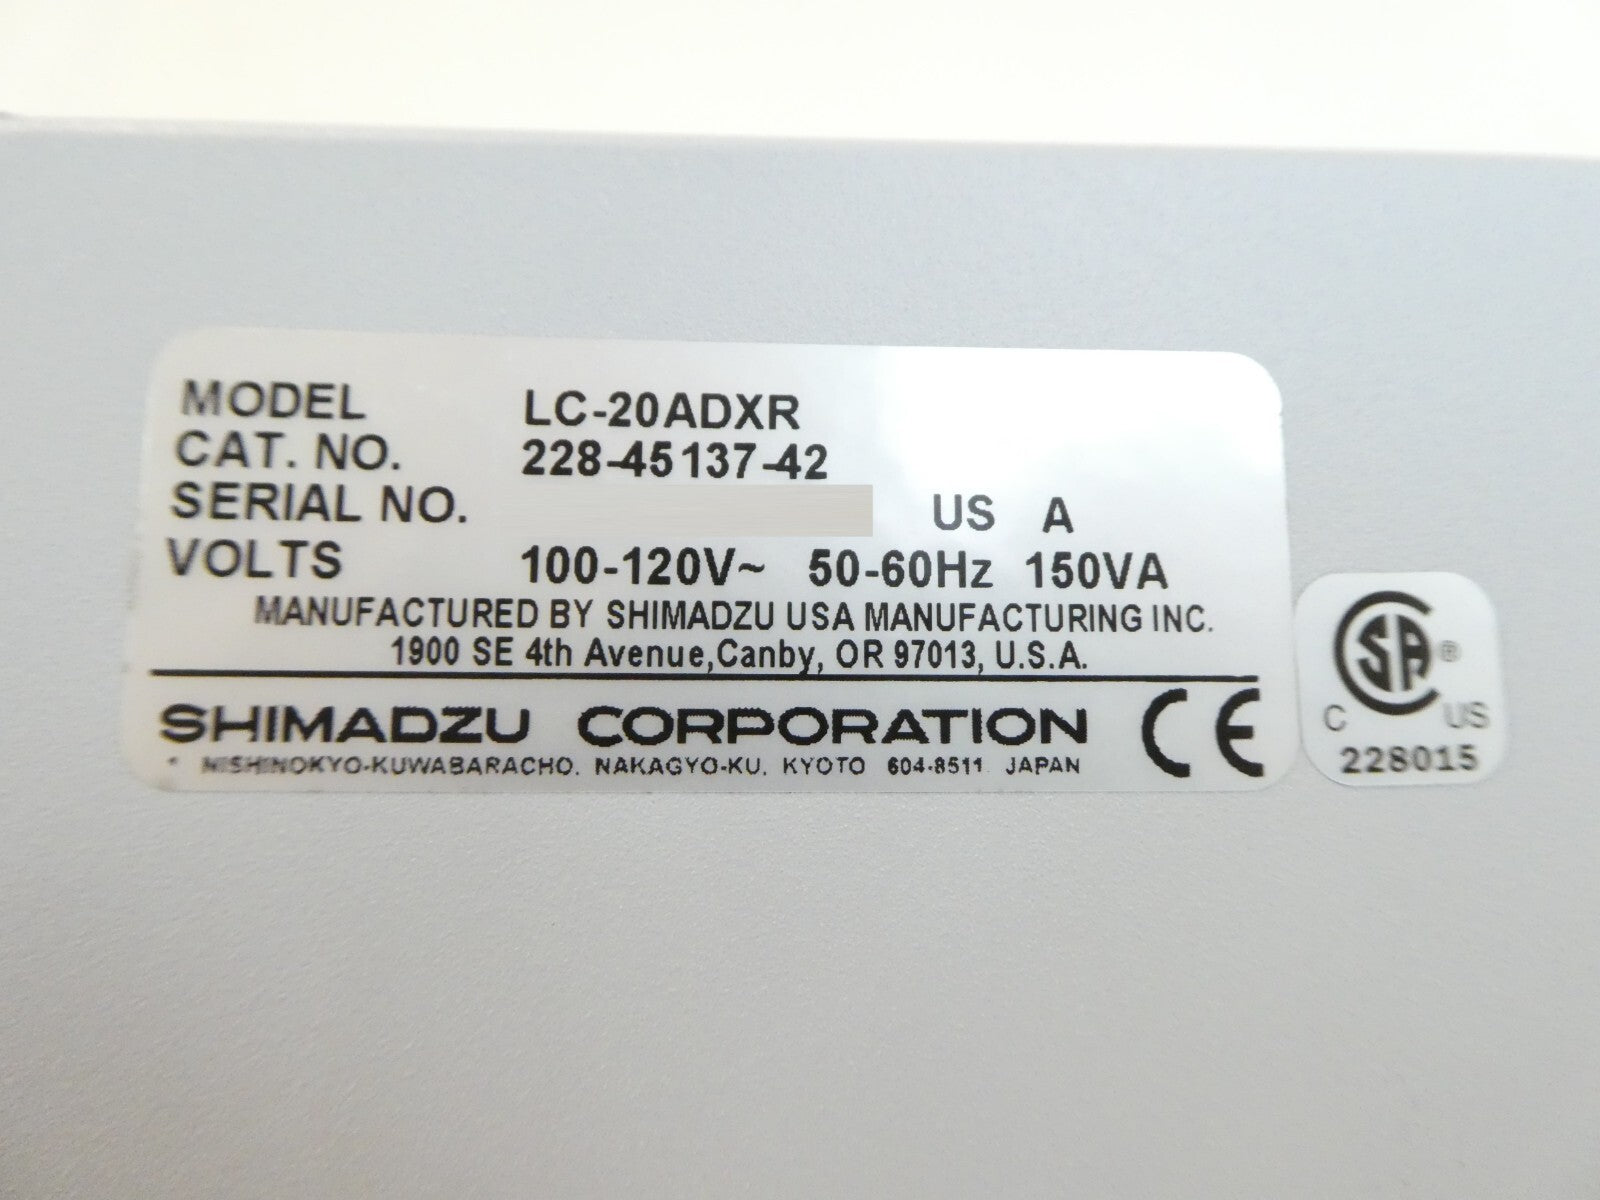 MODEL LC-20ADXR
CAT. NO. 228-45137-42
SERIAL NO. US A
VOLTS 100-120V~ 50-60Hz 150VA
MANUFACTURED BY SHIMADZU USA MANUFACTURING INC.
1900 SE 4th Avenue,Canby, OR 97013, U.S.A.
SHIMADZU CORPORATION CE
NISHINOKYO-KUWABARACHO, NAKAGYO-KU, KYOTO 604-8511 JAPAN
CSA ®
C US
228015